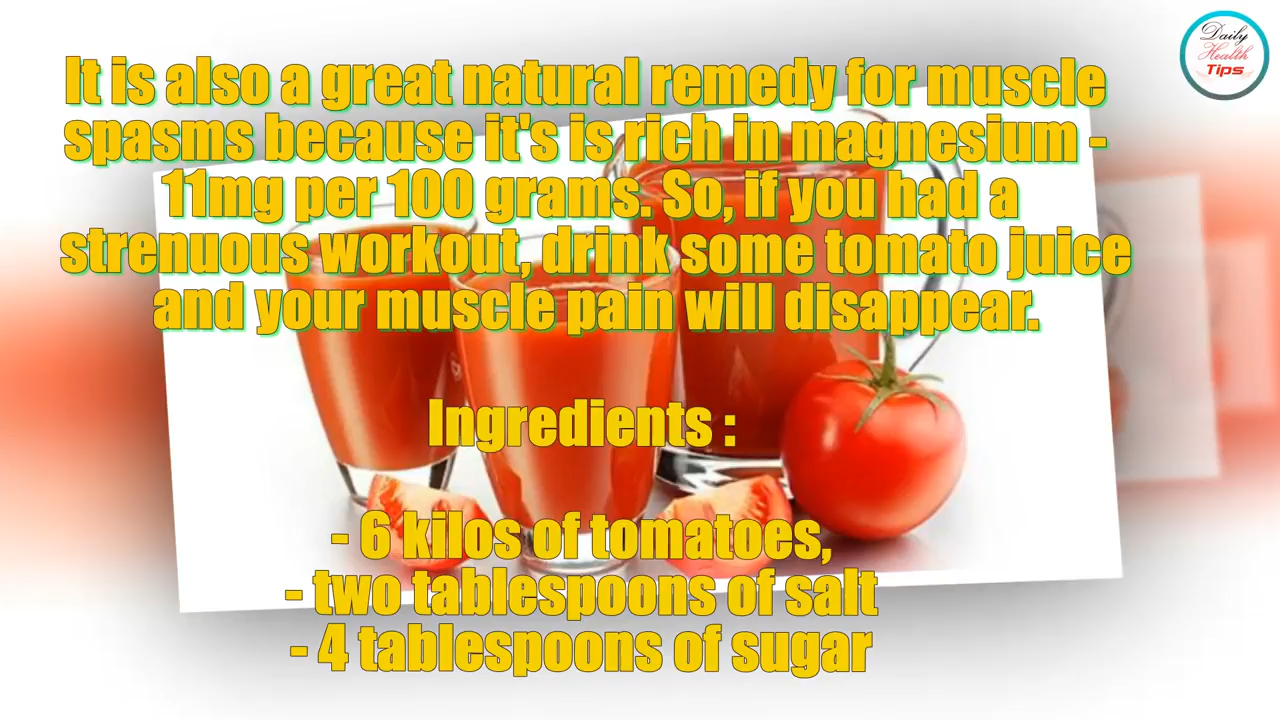 Daily
Health
Tips
It is also a great natural remedy for muscle
spasms because it's is rich in magnesium -
11mg per 100 grams. So, if you had a
strenuous workout, drink some tomato juice
and your muscle pain will disappear.
Ingredients :
- 6 kilos of tomatoes,
- two tablespoons of salt
- 4 tablespoons of sugar